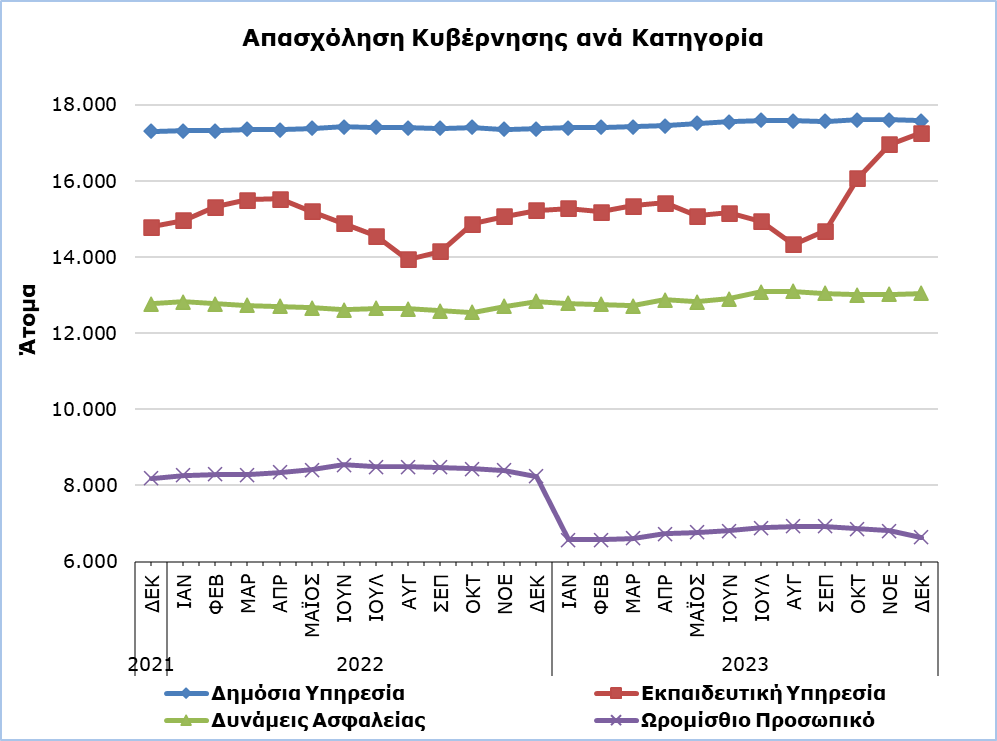 Απασχόληση Κυβέρνησης ανά Κατηγορία
Άτομα
18.000
16.000
14.000
12.000
10.000
8.000
6.000
ΔΕΚ ΙΑΝ ΦΕΒ ΜΑΡ ΑΠΡ ΜΑΪΟΣ ΙΟΥΝ ΙΟΥΛ ΑΥΓ ΣΕΠ ΟΚΤ ΝΟΕ ΔΕΚ ΙΑΝ ΦΕΒ ΜΑΡ ΑΠΡ ΜΑΪΟΣ ΙΟΥΝ ΙΟΥΛ ΑΥΓ ΣΕΠ ΟΚΤ ΝΟΕ ΔΕΚ
2021 2022 2023
Δημόσια Υπηρεσία Εκπαιδευτική Υπηρεσία
Δυνάμεις Ασφαλείας Ωρομίσθιο Προσωπικό